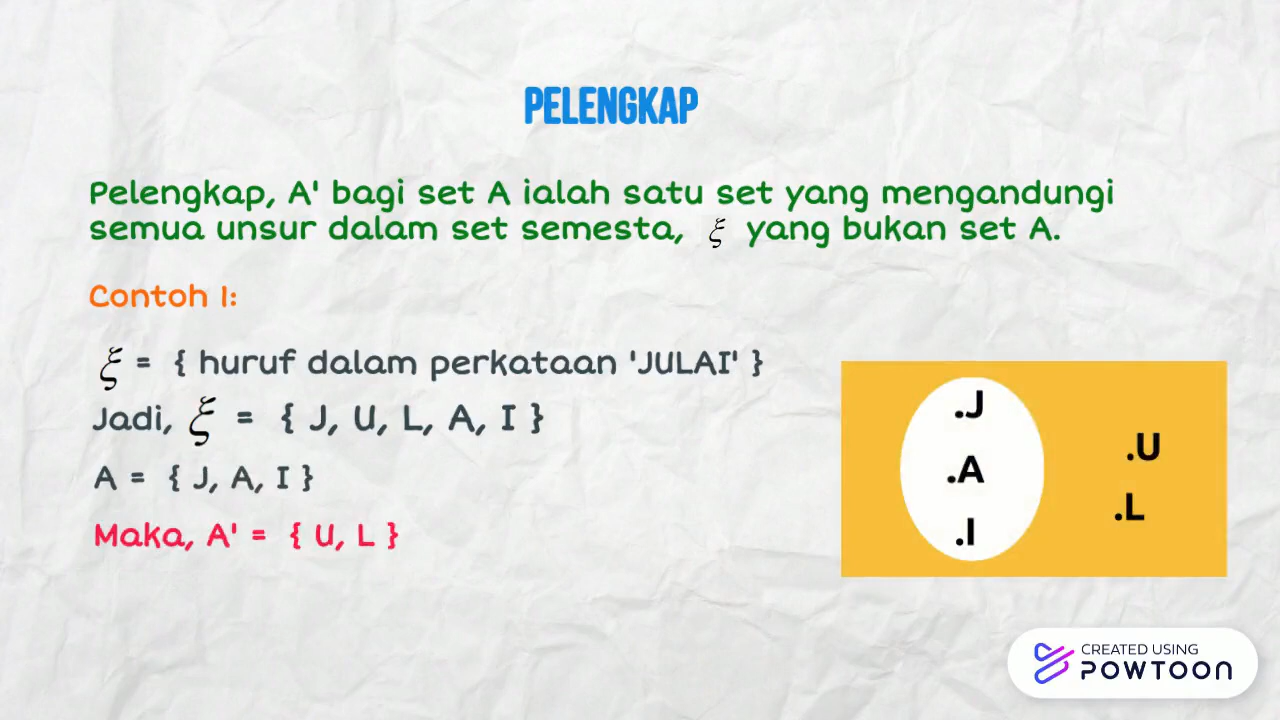 PELENGKAP
Pelengkap, A' bagi set A ialah satu set yang mengandungi
semua unsur dalam set semesta, ξ yang bukan set A.
Contoh 1:
ξ = { huruf dalam perkataan 'JULAI' }
Jadi, ξ = { J, U, L, A, I }
A = { J, A, I }
Maka, A' = { U, L }
.J
.A
.I
.U
.L
CREATED USING
POWTOON